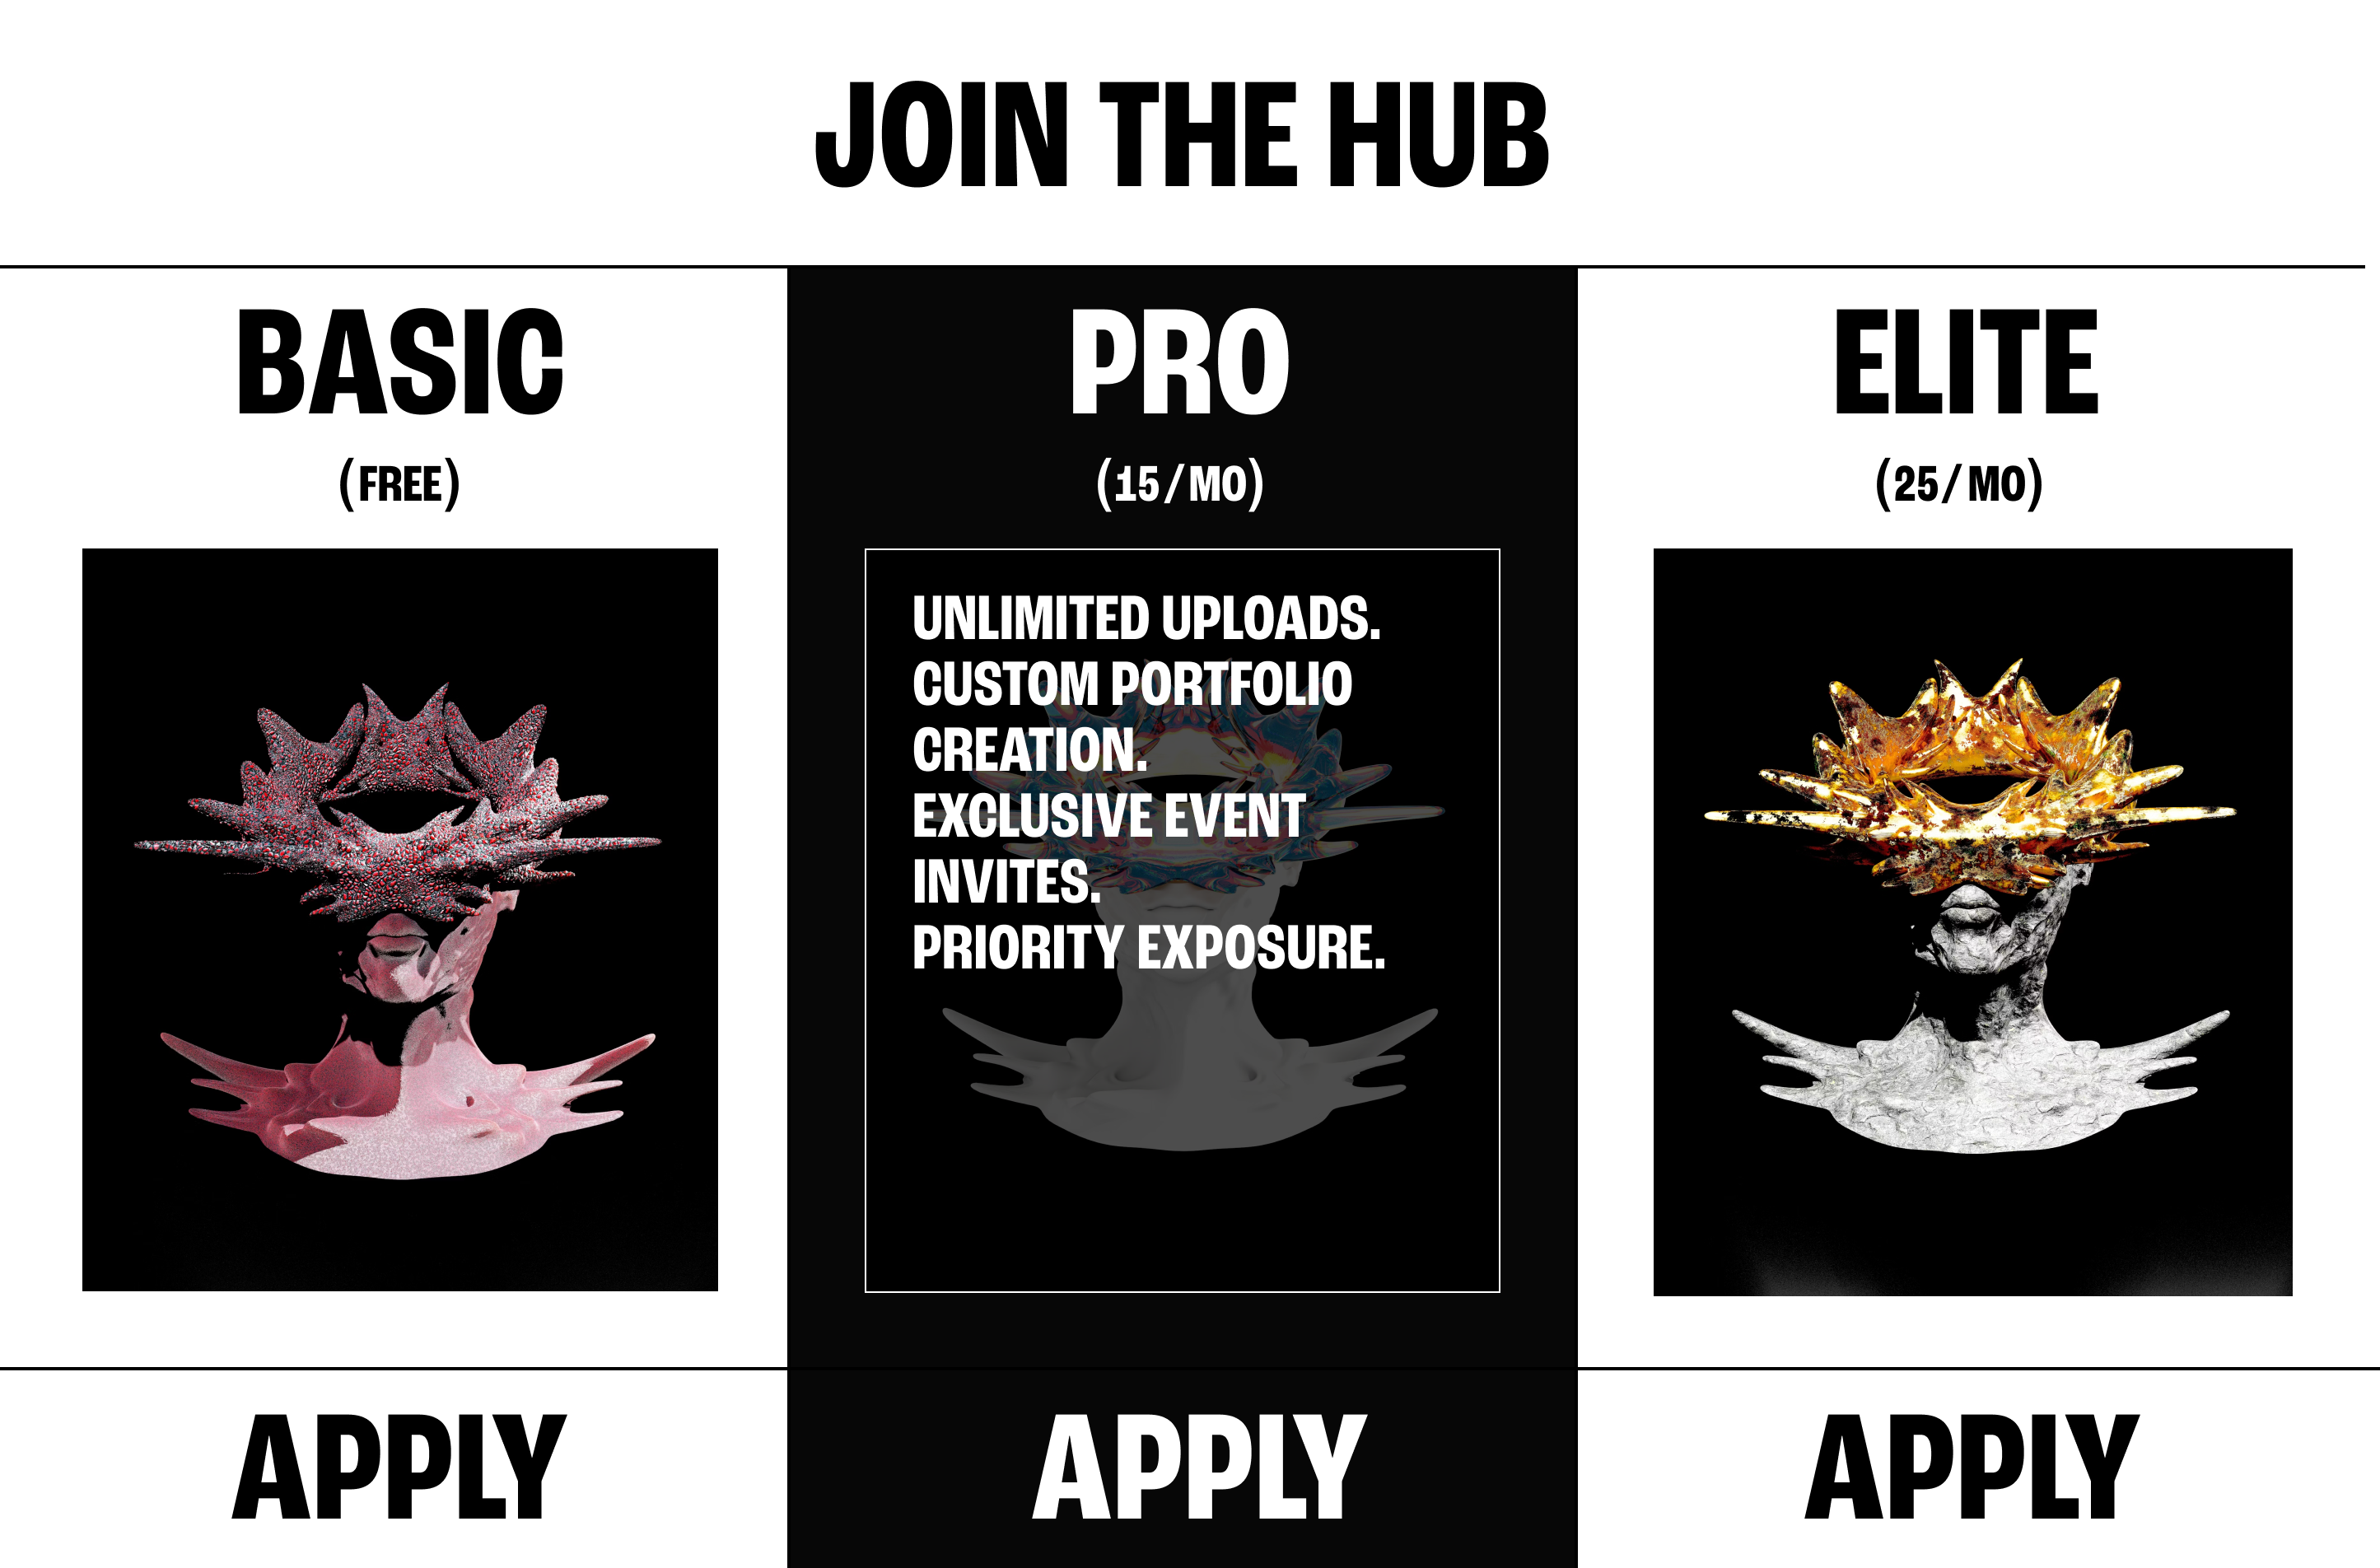 JOIN THE HUB
BASIC
(FREE)
PRO
(15/MO)
ELITE
(25/MO)
UNLIMITED UPLOADS.
CUSTOM PORTFOLIO
CREATION.
EXCLUSIVE EVENT
INVITES.
PRIORITY EXPOSURE.
APPLY
APPLY
APPLY